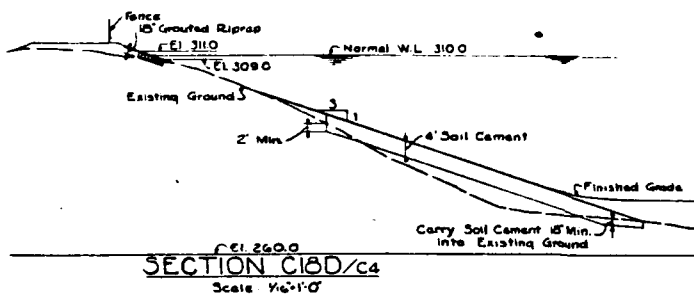 Fence
18" Grouted Riprap
El. 311.0
Normal W.L. 310.0
El. 309.0
Existing Ground
3
1
2' Min.
4' Soil Cement
Finished Grade
Carry Soil Cement 18" Min.
Into Existing Ground
El. 260.0
SECTION C18D/C4
Scale: 1/16"=1'-0"